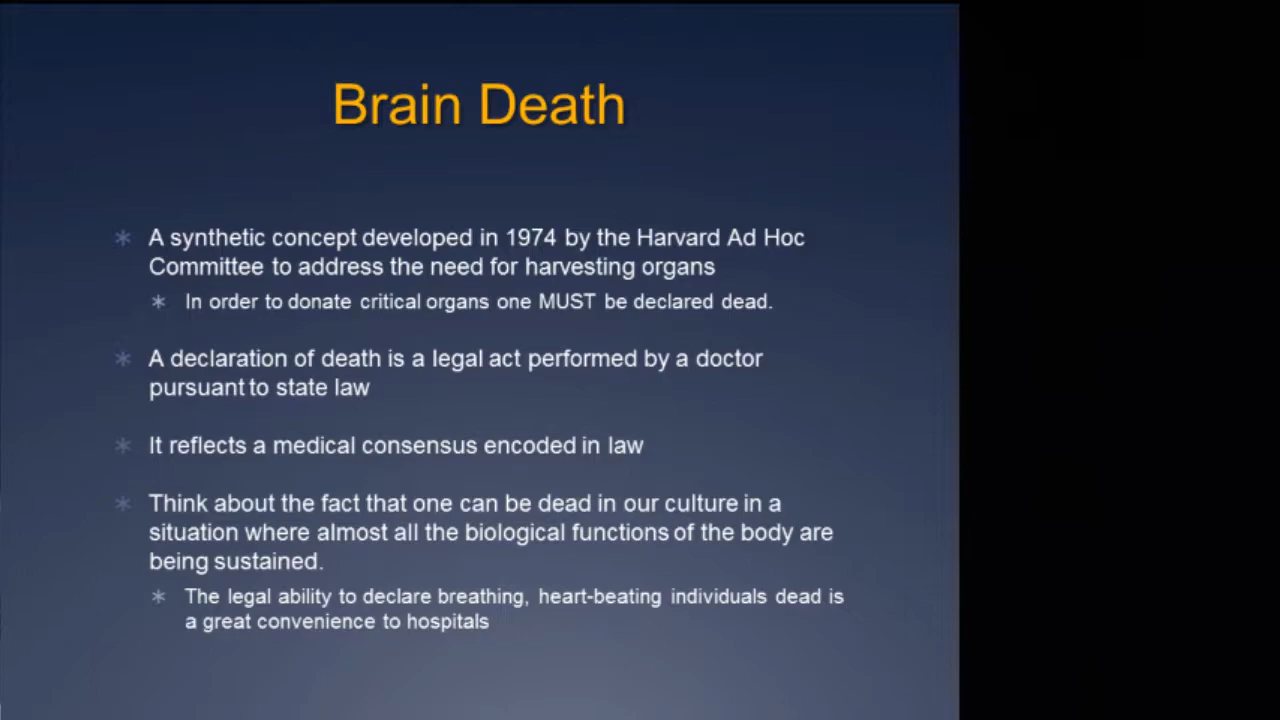 Brain Death
* A synthetic concept developed in 1974 by the Harvard Ad Hoc
Committee to address the need for harvesting organs
* In order to donate critical organs one MUST be declared dead.
* A declaration of death is a legal act performed by a doctor
pursuant to state law
* It reflects a medical consensus encoded in law
* Think about the fact that one can be dead in our culture in a
situation where almost all the biological functions of the body are
being sustained.
* The legal ability to declare breathing, heart-beating individuals dead is
a great convenience to hospitals